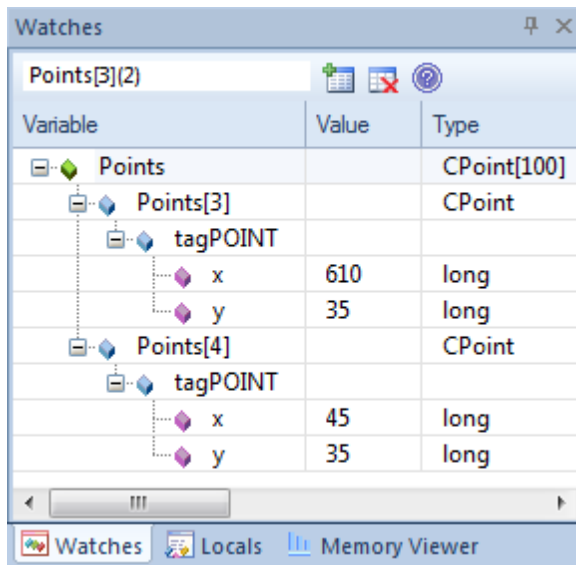 Watches
Points[3](2)
Variable Value Type
Points CPoint[100]
Points[3] CPoint
tagPOINT
x 610 long
y 35 long
Points[4] CPoint
tagPOINT
x 45 long
y 35 long
Watches Locals Memory Viewer